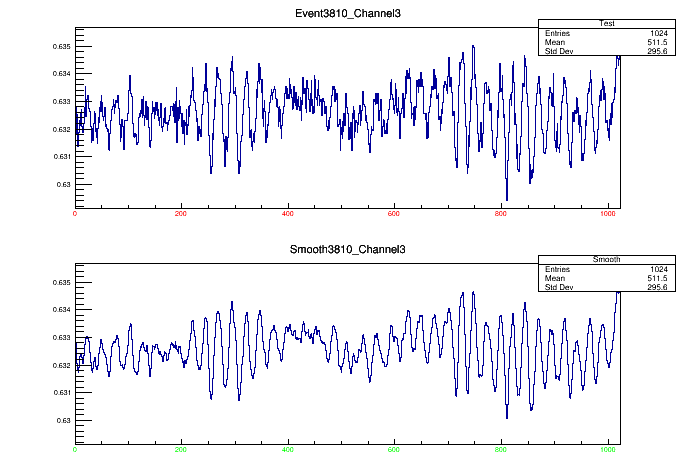 Event3810_Channel3
Test
Entries 1024
Mean 511.5
Std Dev 295.6
0.635
0.634
0.633
0.632
0.631
0.63
0 200 400 600 800 1000
Smooth3810_Channel3
Smooth
Entries 1024
Mean 511.5
Std Dev 295.6
0.635
0.634
0.633
0.632
0.631
0.63
0 200 400 600 800 1000